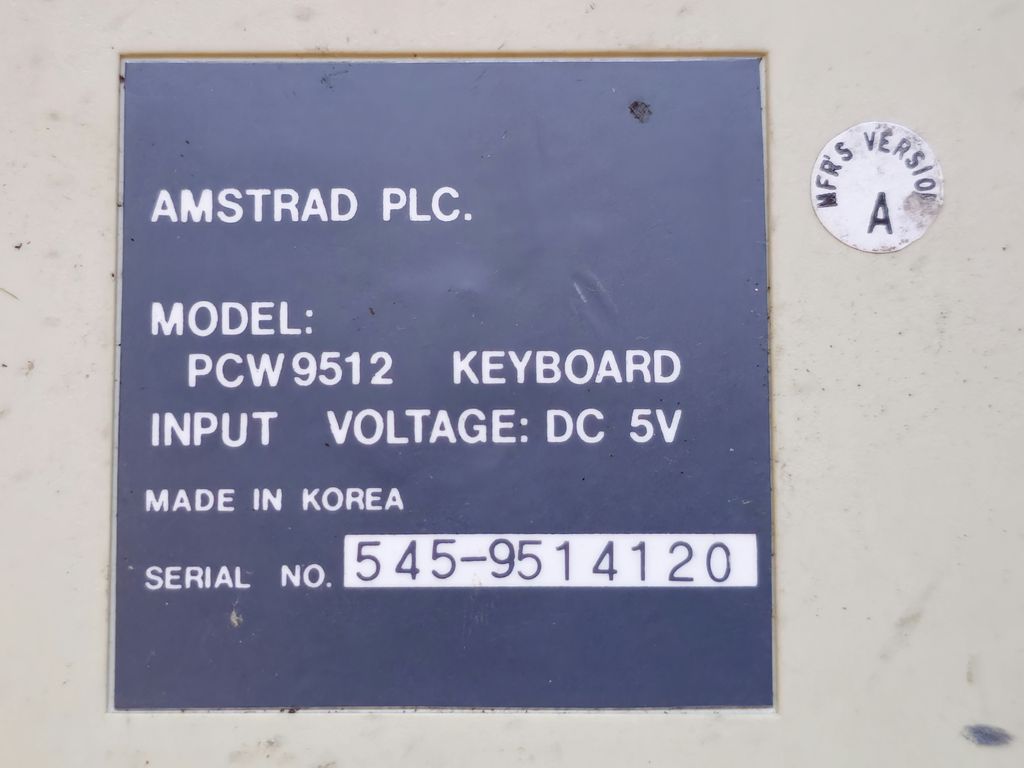 AMSTRAD PLC.
MFR'S VERSION
A
MODEL:
PCW9512 KEYBOARD
INPUT VOLTAGE: DC 5V
MADE IN KOREA
SERIAL NO. 545-9514120